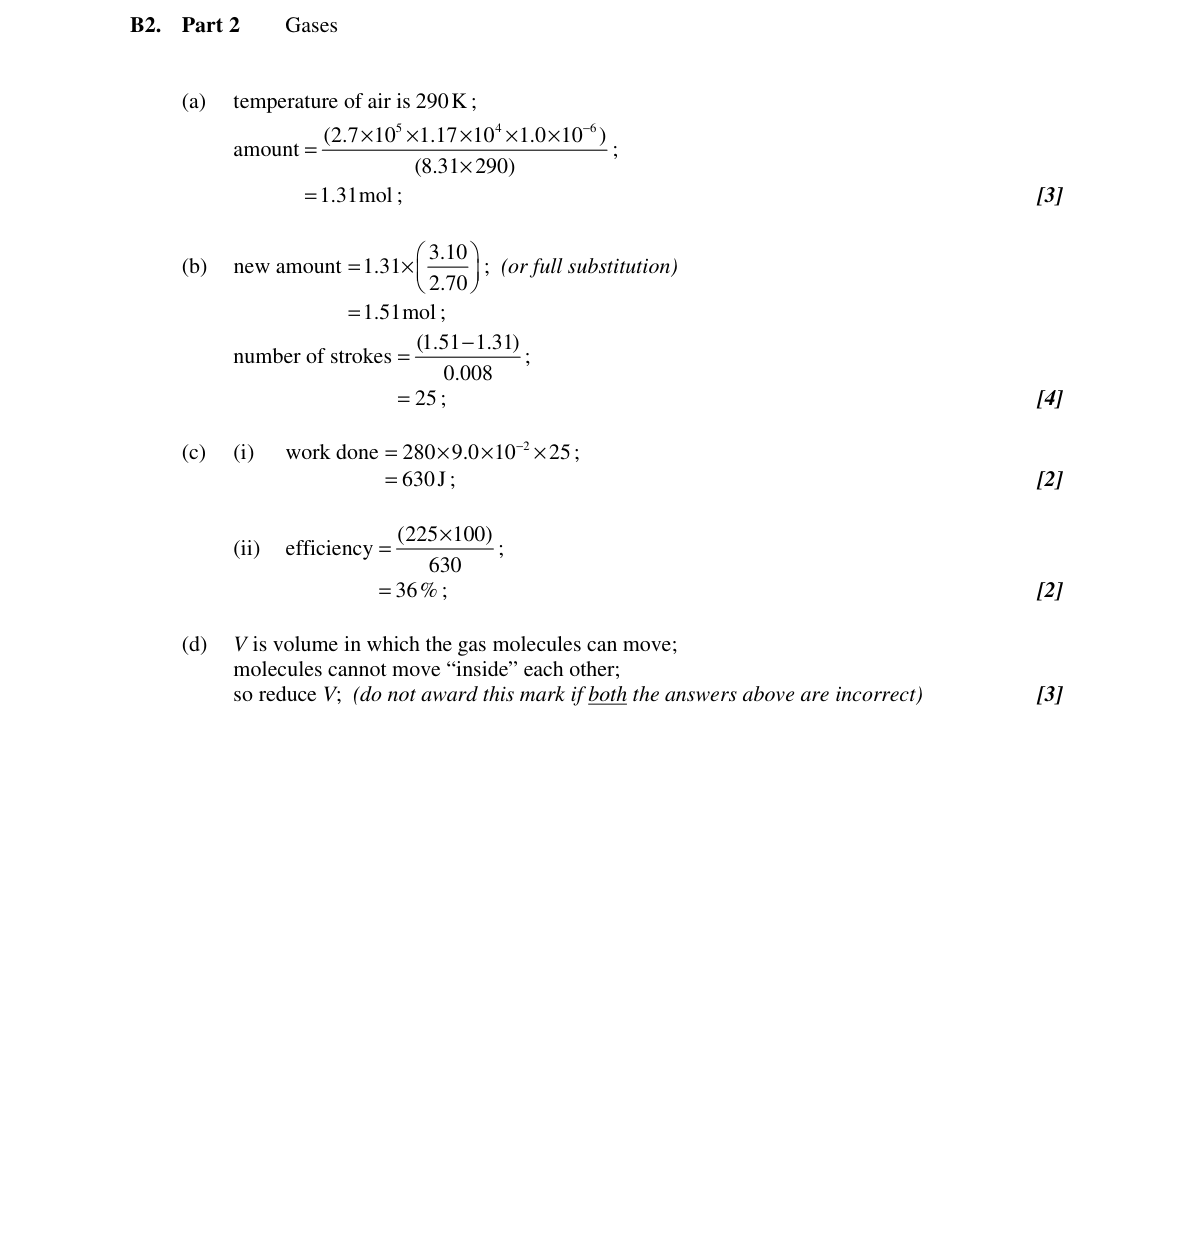 B2. Part 2 Gases
(a) temperature of air is 290 K ;
amount = (2.7×10⁵ ×1.17×10⁴ ×1.0×10⁻⁶ ) / (8.31×290) ;
= 1.31 mol ; [3]
(b) new amount = 1.31× (3.10 / 2.70) ; (or full substitution)
= 1.51 mol ;
number of strokes = (1.51−1.31) / 0.008 ;
= 25 ; [4]
(c) (i) work done = 280×9.0×10⁻² ×25 ;
= 630 J ; [2]
(ii) efficiency = (225×100) / 630 ;
= 36 % ; [2]
(d) V is volume in which the gas molecules can move;
molecules cannot move “inside” each other;
so reduce V; (do not award this mark if both the answers above are incorrect) [3]